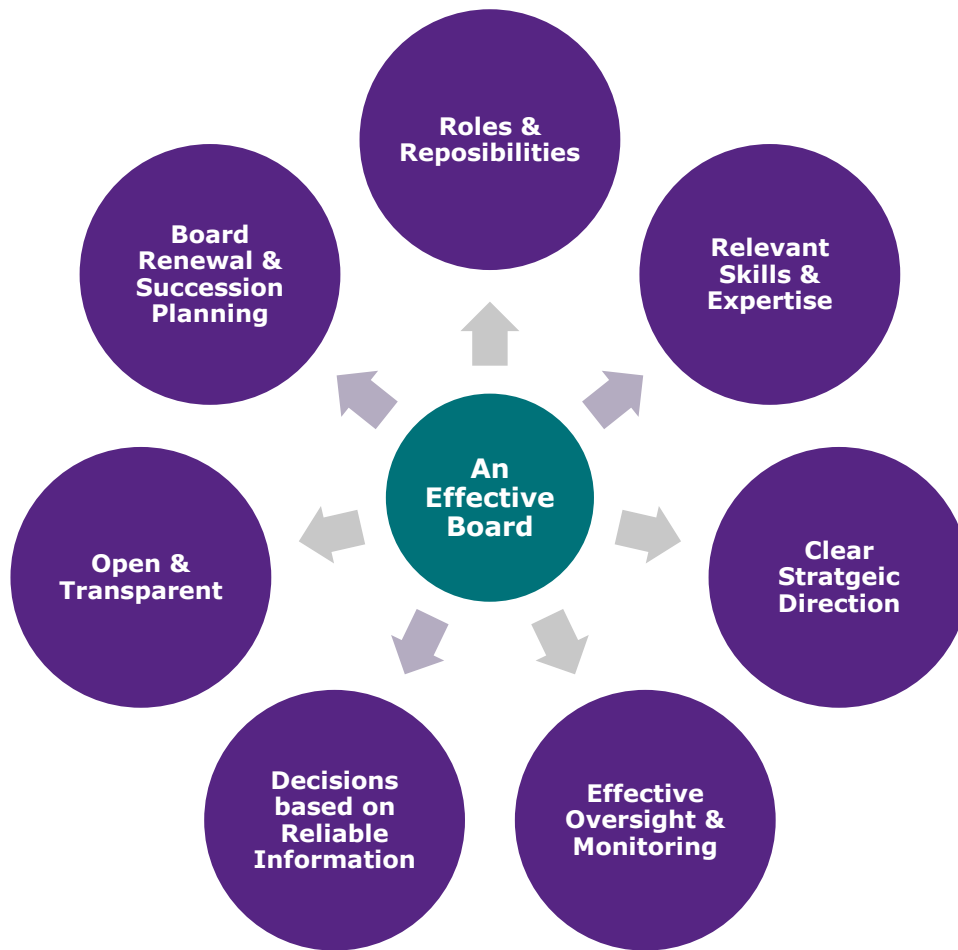 Roles &
Reposibilities
Board
Renewal &
Succession
Planning
Relevant
Skills &
Expertise
An
Effective
Board
Open &
Transparent
Clear
Stratgeic
Direction
Decisions
based on
Reliable
Information
Effective
Oversight &
Monitoring